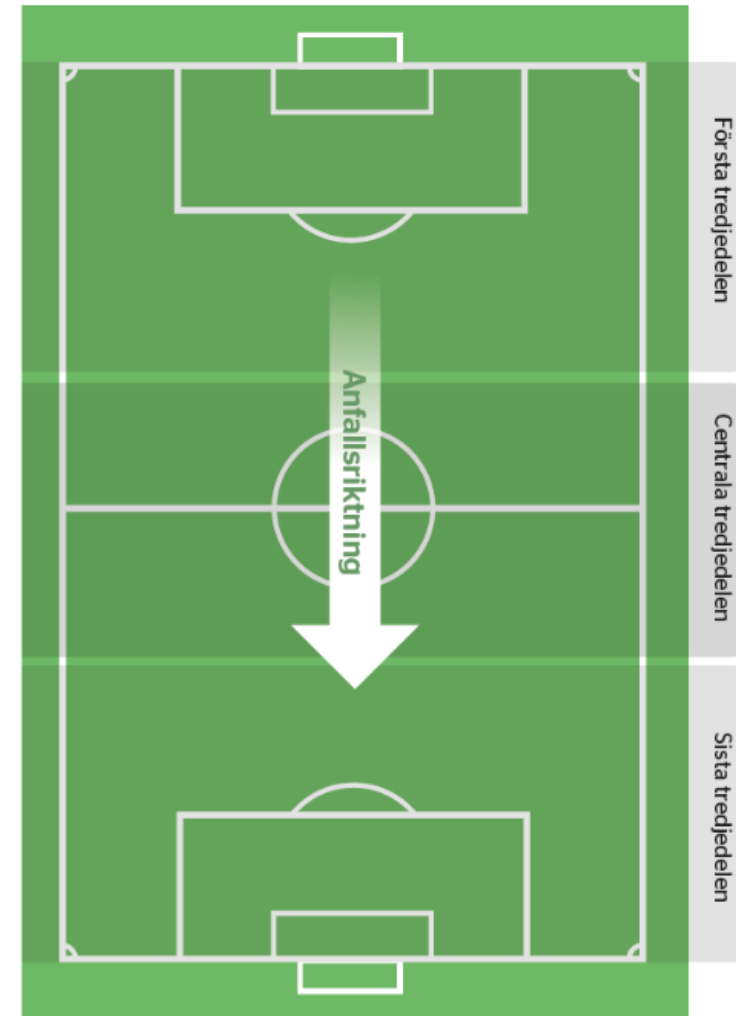 Första tredjedelen
Anfallsriktning
Centrala tredjedelen
Sista tredjedelen